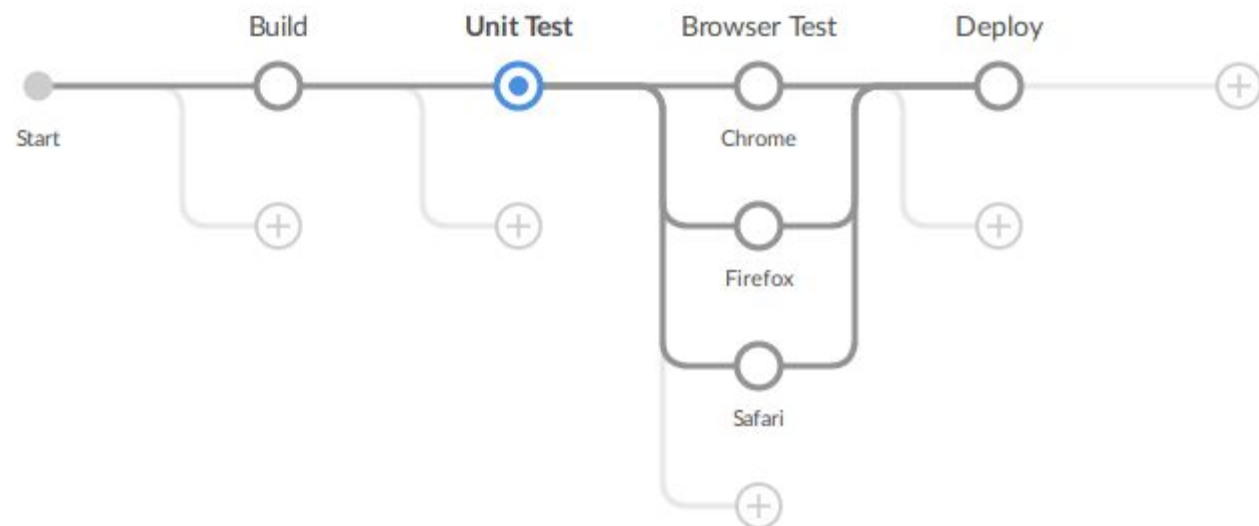 Build
Unit Test
Browser Test
Deploy
Start
Chrome
Firefox
Safari